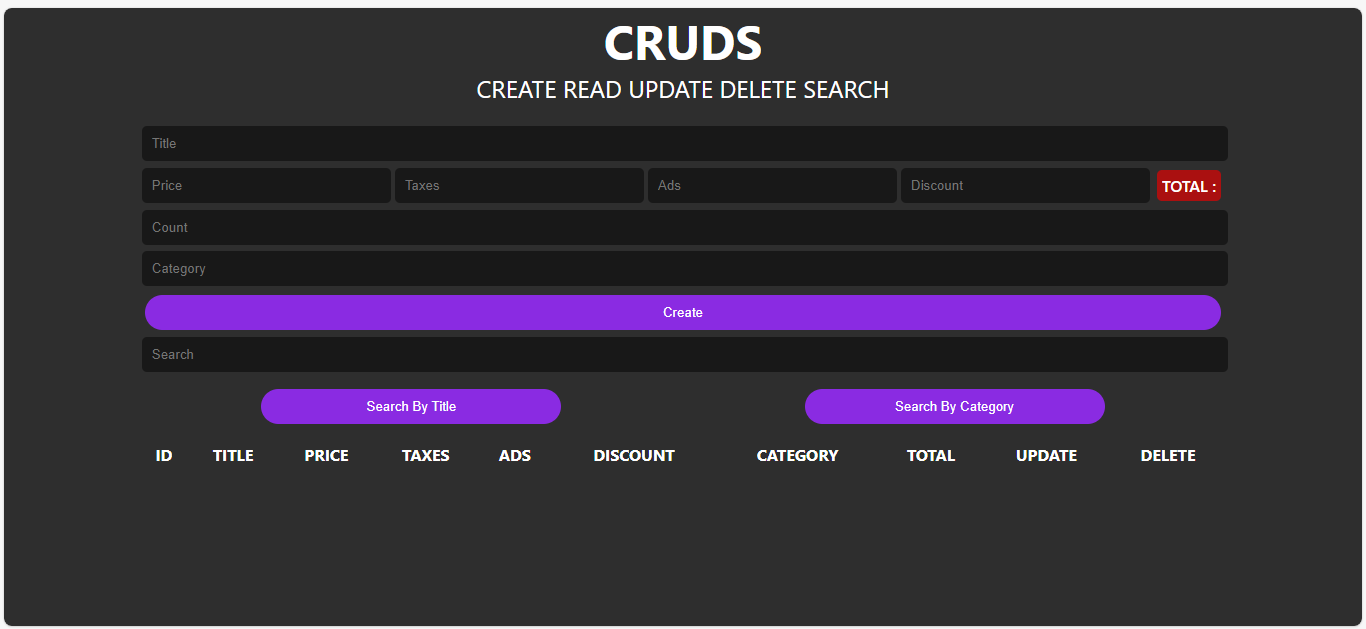 CRUDS
CREATE READ UPDATE DELETE SEARCH
Title
Price Taxes Ads Discount TOTAL :
Count
Category
Create
Search
Search By Title Search By Category
ID TITLE PRICE TAXES ADS DISCOUNT CATEGORY TOTAL UPDATE DELETE